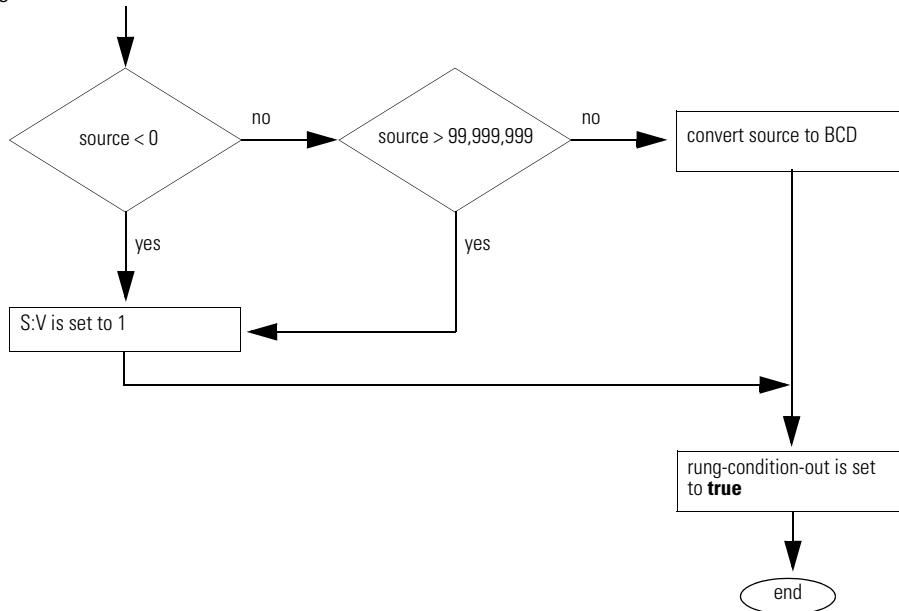 source < 0
no
source > 99,999,999
no
convert source to BCD
yes
yes
S:V is set to 1
rung-condition-out is set
to true
end